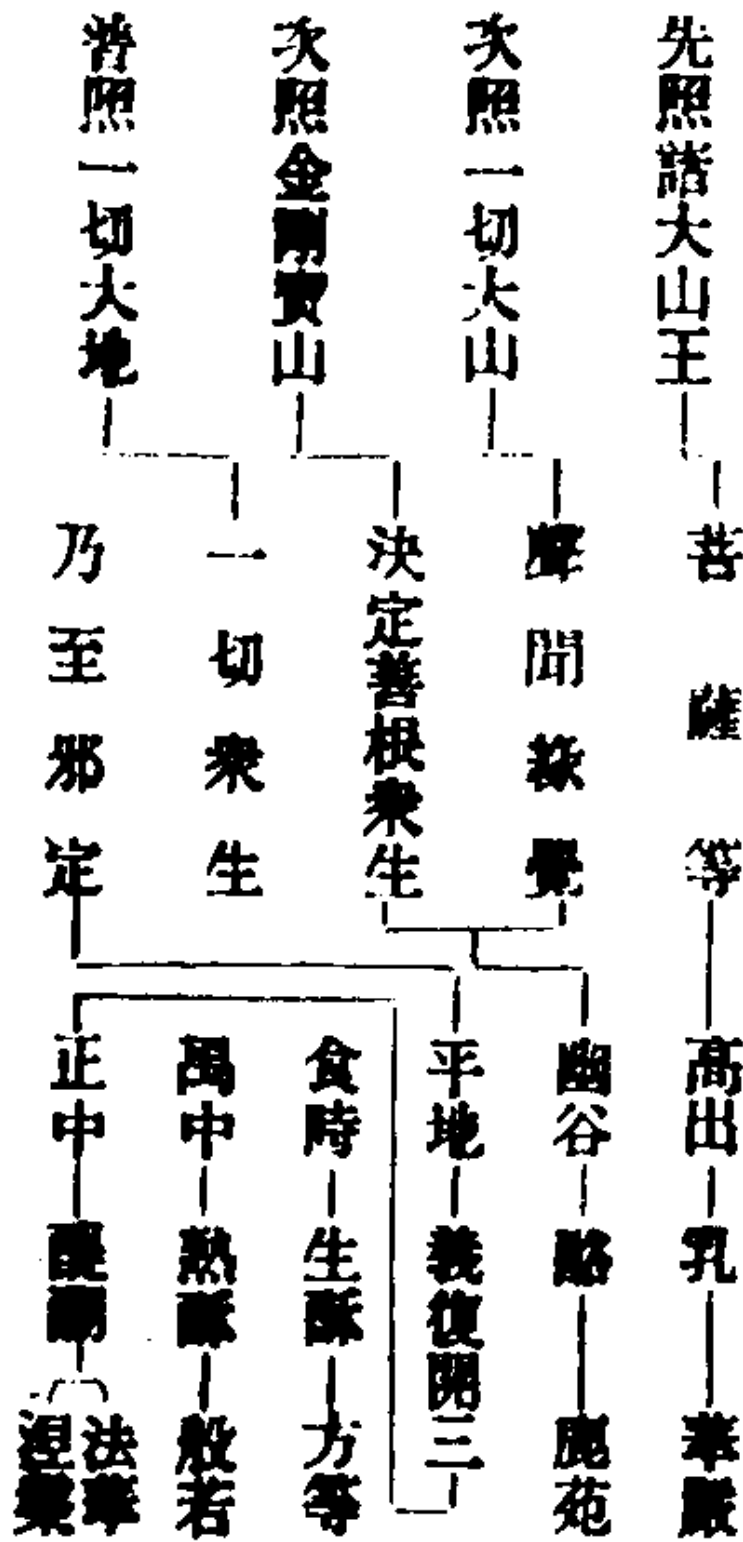 先照諸大山王
次照一切大山
次照金剛寶山
普照一切大地
菩薩等
聲聞緣覺
決定善根衆生
一切衆生
乃至邪定
高出
乳
華嚴
幽谷
酪
鹿苑
平地
義復開三
食時
生酥
方等
禺中
熟酥
般若
正中
醍醐
法華
涅槃